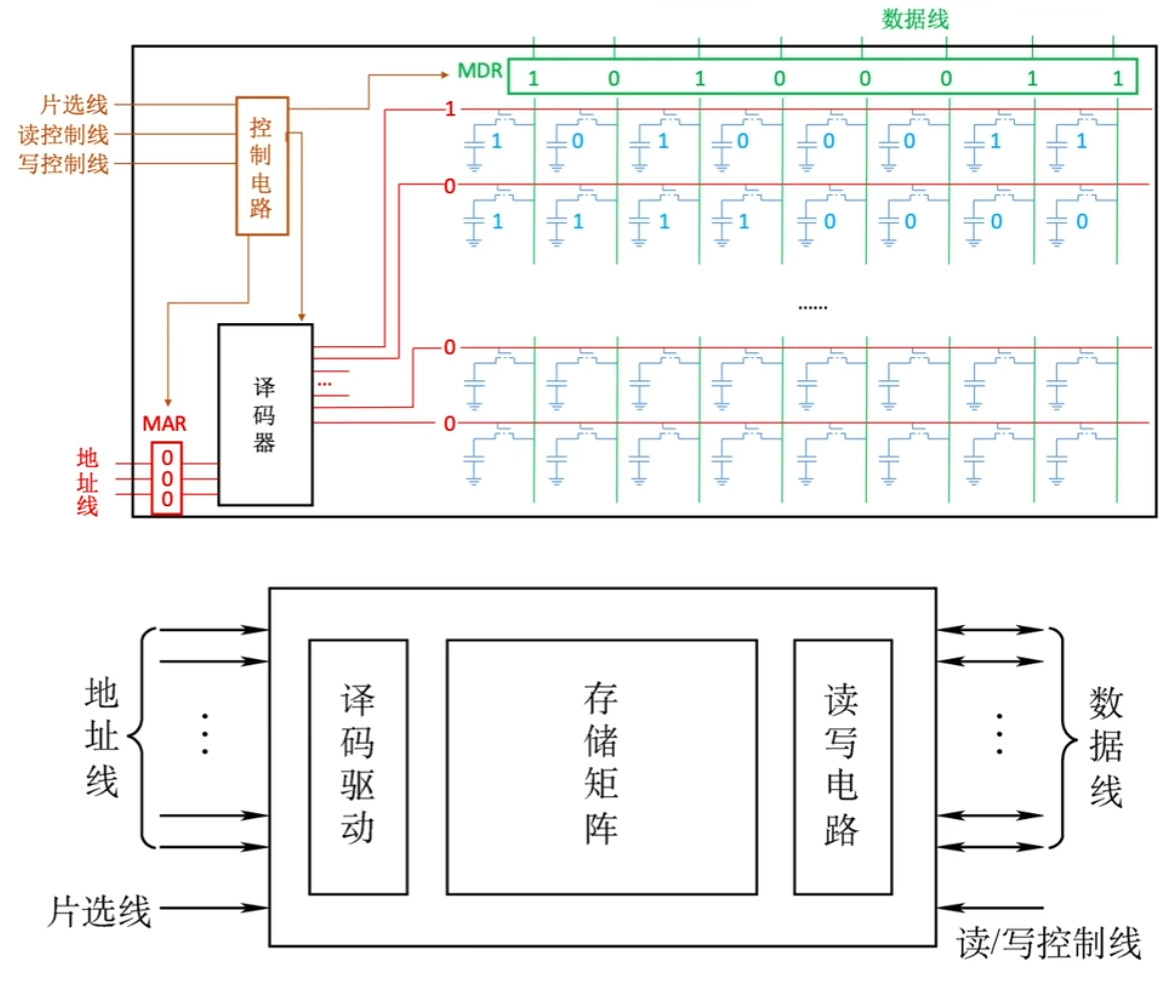 数据线
MDR 1 0 1 0 0 0 1 1
片选线
读控制线
写控制线
控制电路
1
1 0 1 0 0 0 1 1
0
1 1 1 1 0 0 0 0
......
0
0
译码器
...
MAR
地址线
0
0
0
地址线
译码驱动
存储矩阵
读写电路
数据线
片选线
读/写控制线